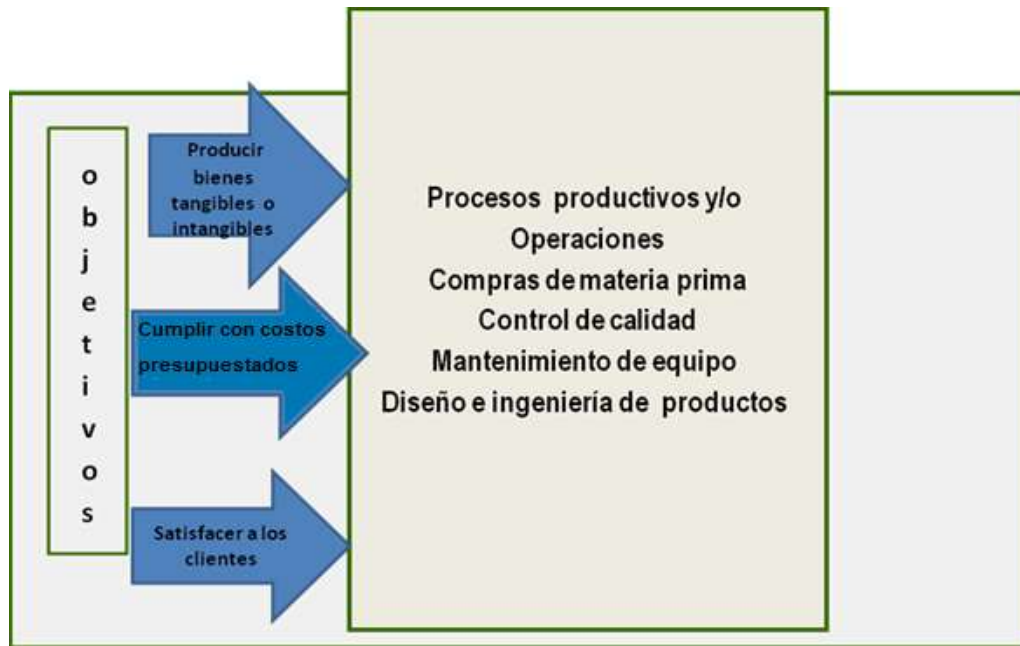 objetivos
Producir
bienes
tangibles o
intangibles
Cumplir con costos
presupuestados
Satisfacer a los
clientes
Procesos productivos y/o
Operaciones
Compras de materia prima
Control de calidad
Mantenimiento de equipo
Diseño e ingeniería de productos